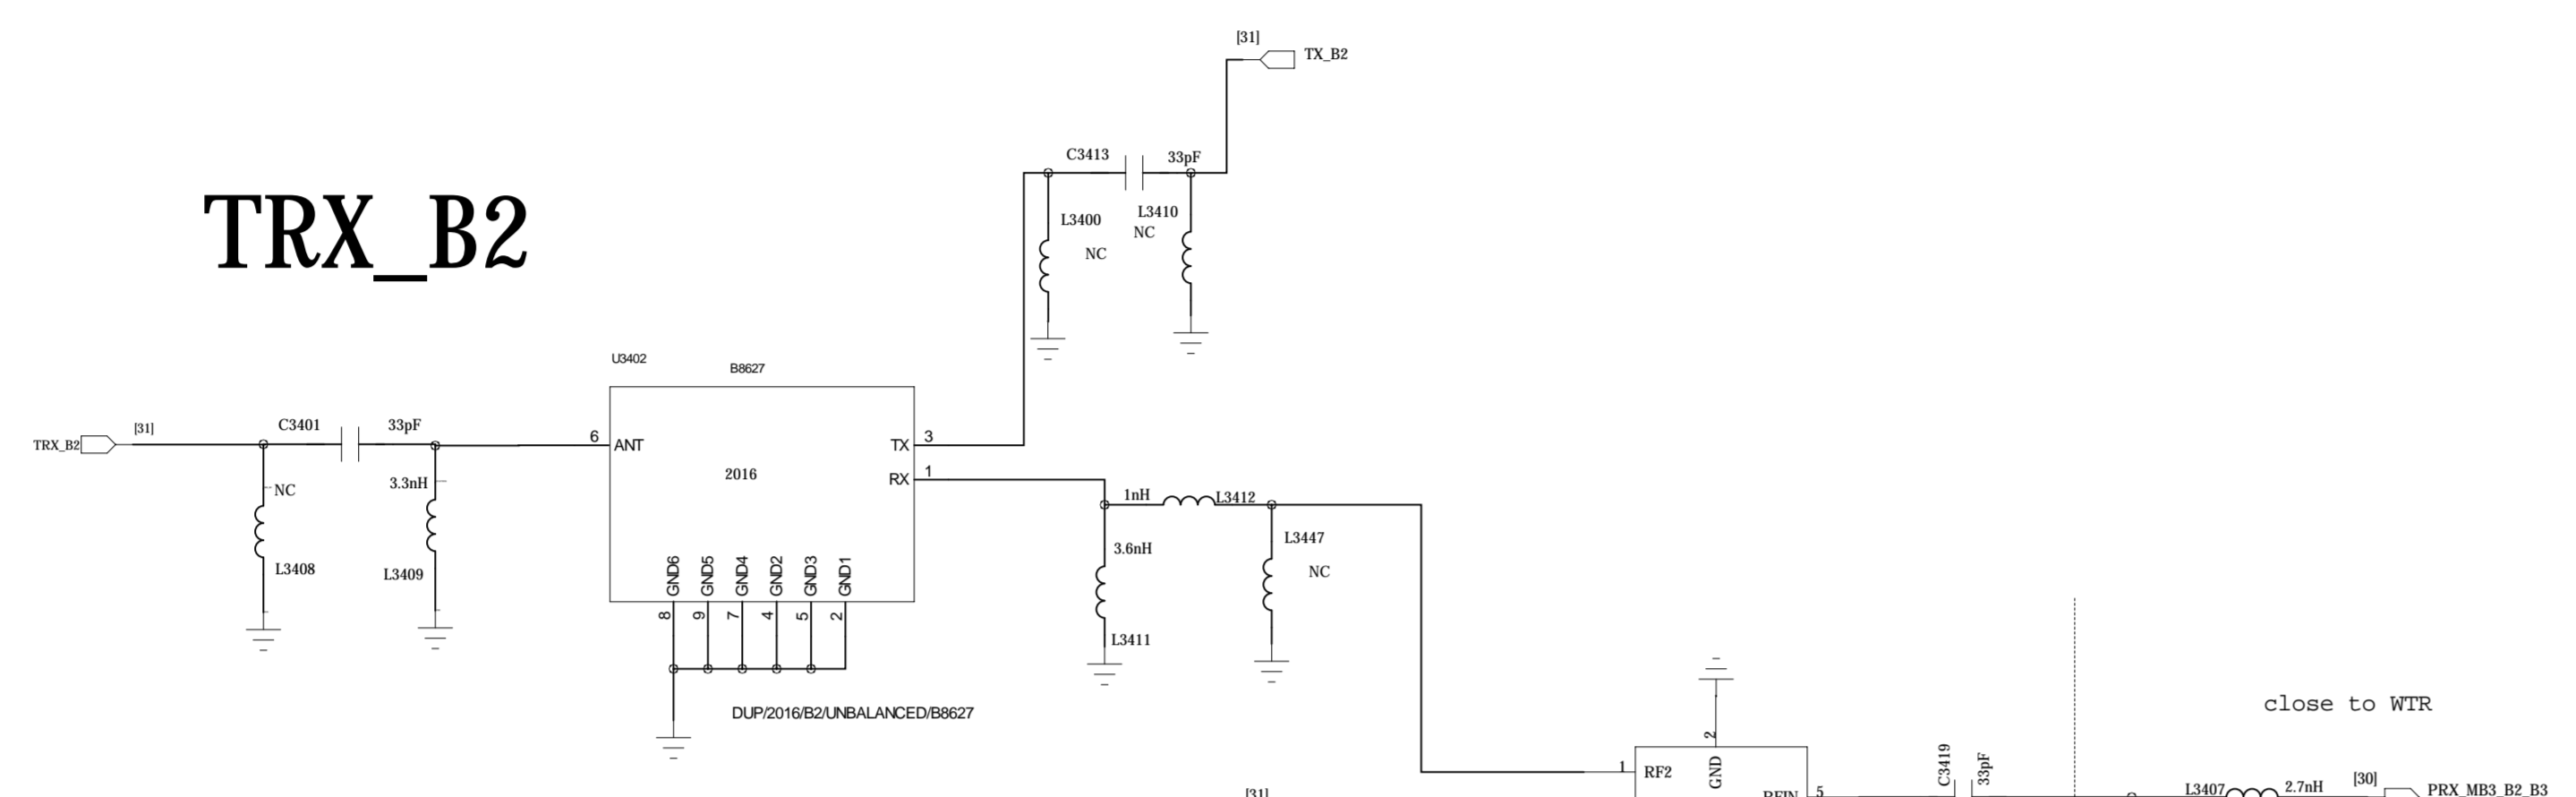 [31]
TX_B2
C3413
33pF
L3400
NC
L3410
NC
TRX_B2
U3402
B8627
TRX_B2
[31]
C3401
33pF
6
ANT
TX
3
2016
RX
1
NC
3.3nH
L3408
L3409
1nH
L3412
3.6nH
L3447
NC
L3411
GND6
GND5
GND4
GND2
GND3
GND1
8
9
7
4
5
2
DUP/2016/B2/UNBALANCED/B8627
close to WTR
2
GND
1
RF2
RFIN
5
C3419
33pF
L3407
2.7nH
[30]
PRX_MB3_B2_B3
[31]